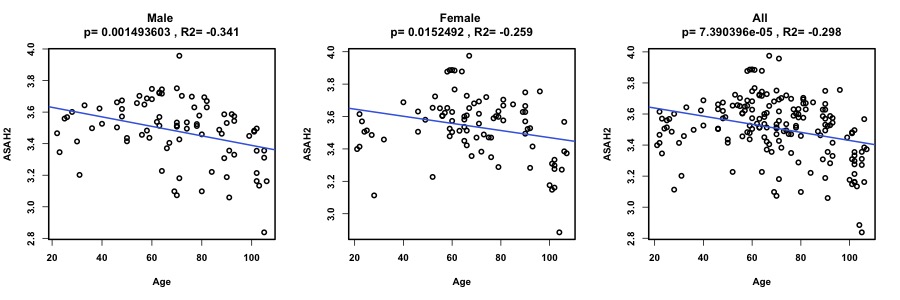 Male
p= 0.001493603 , R2= -0.341
ASAH2
4.0
3.8
3.6
3.4
3.2
3.0
2.8
20 40 60 80 100
Age
Female
p= 0.0152492 , R2= -0.259
ASAH2
4.0
3.8
3.6
3.4
3.2
3.0
20 40 60 80 100
Age
All
p= 7.390396e-05 , R2= -0.298
ASAH2
4.0
3.8
3.6
3.4
3.2
3.0
2.8
20 40 60 80 100
Age